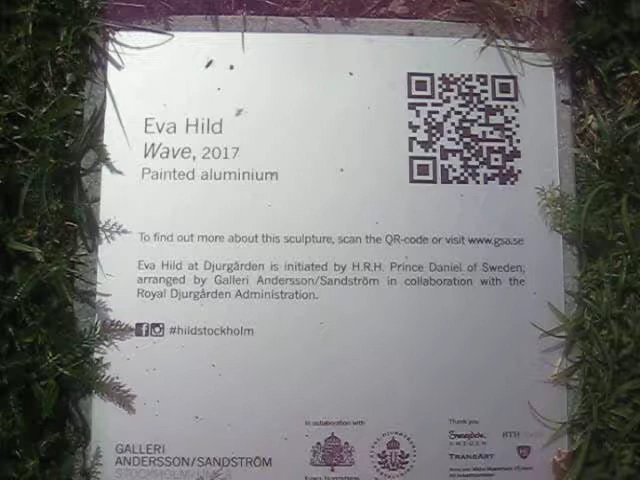 Eva Hild
Wave, 2017
Painted aluminium
To find out more about this sculpture, scan the QR-code or visit www.gsa.se
Eva Hild at Djurgården is initiated by H.R.H. Prince Daniel of Sweden,
arranged by Galleri Andersson/Sandström in collaboration with the
Royal Djurgården Administration.
#hildstockholm
In collaboration with
Thank you
SWEDEN
TRANSART
GALLERI
ANDERSSON/SANDSTRÖM